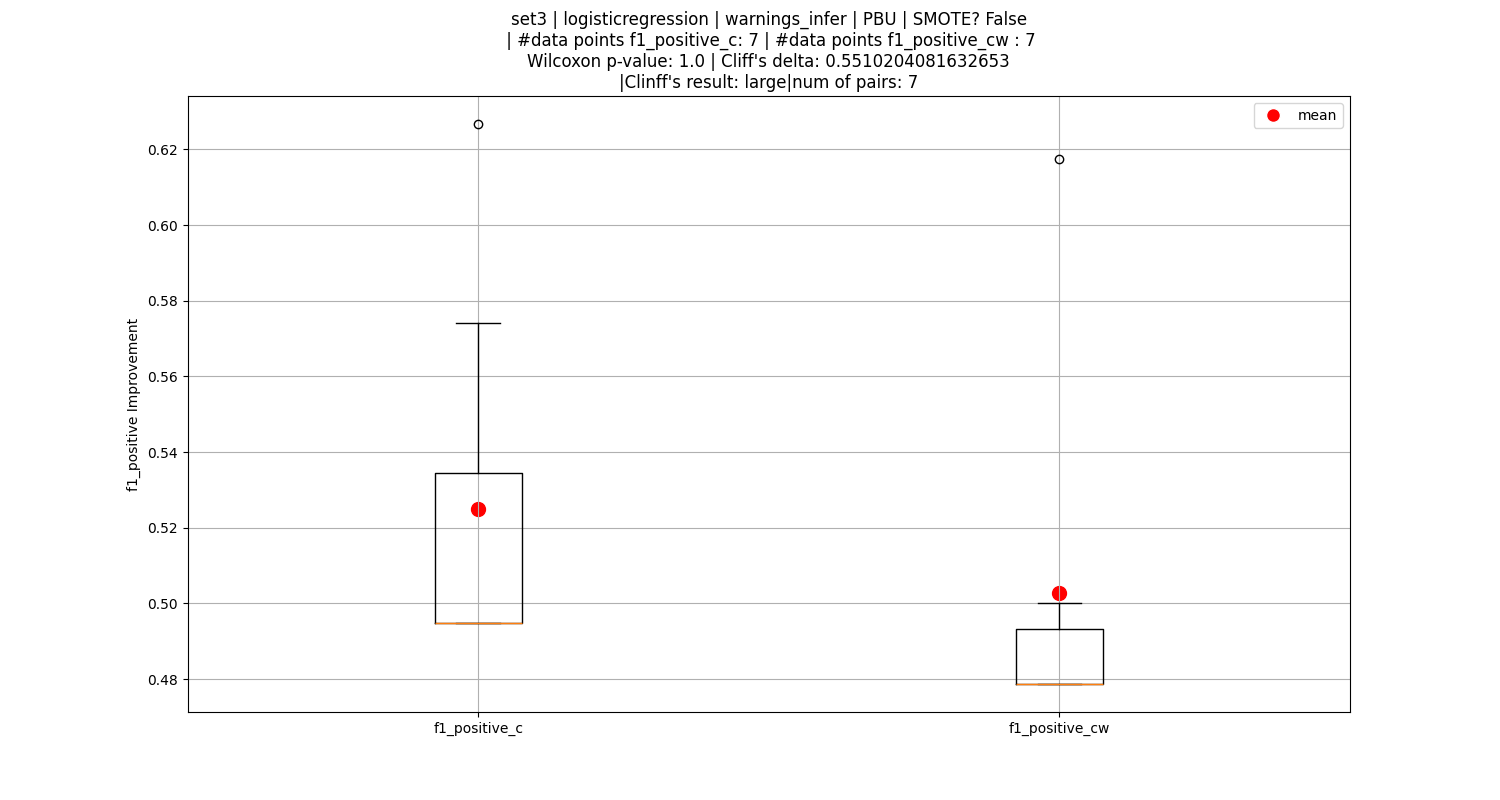 set3 | logisticregression | warnings_infer | PBU | SMOTE? False
| #data points f1_positive_c: 7 | #data points f1_positive_cw : 7
Wilcoxon p-value: 1.0 | Cliff's delta: 0.5510204081632653
|Clinff's result: large|num of pairs: 7
mean
0.62
0.60
0.58
0.56
0.54
0.52
0.50
0.48
f1_positive Improvement
f1_positive_c
f1_positive_cw